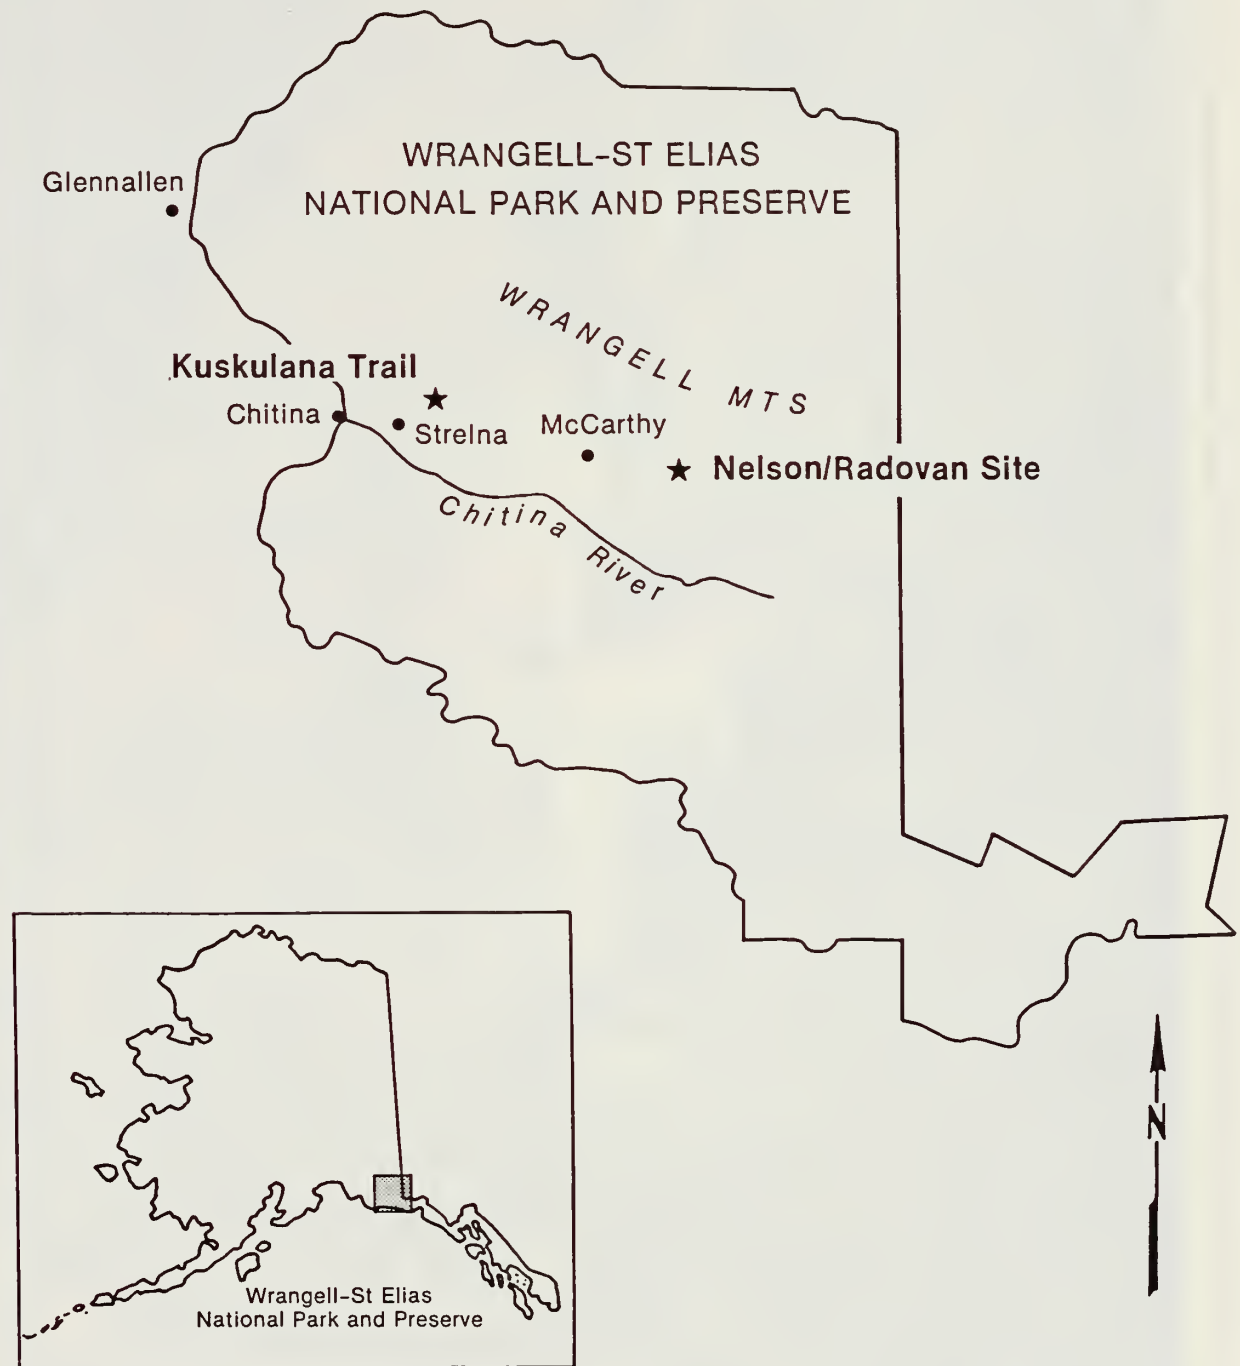 WRANGELL-ST ELIAS
NATIONAL PARK AND PRESERVE
Glennallen
WRANGELL MTS
Kuskulana Trail
Chitina
Strelna
McCarthy
Nelson/Radovan Site
Chitina River
N
Wrangell-St Elias
National Park and Preserve